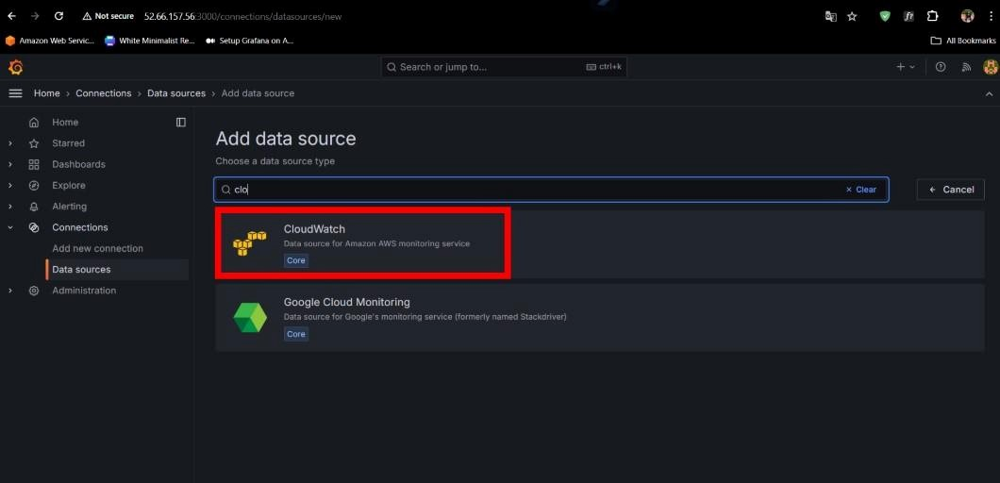 Not secure 52.66.157.56:3000/connections/datasources/new
Amazon Web Servic... White Minimalist Re... Setup Grafana on A... All Bookmarks
Search or jump to... ctrl+k
Home › Connections › Data sources › Add data source
Home
Starred
Dashboards
Explore
Alerting
Connections
Add new connection
Data sources
Administration
Add data source
Choose a data source type
clo × Clear ← Cancel
CloudWatch
Data source for Amazon AWS monitoring service
Core
Google Cloud Monitoring
Data source for Google's monitoring service (formerly named Stackdriver)
Core